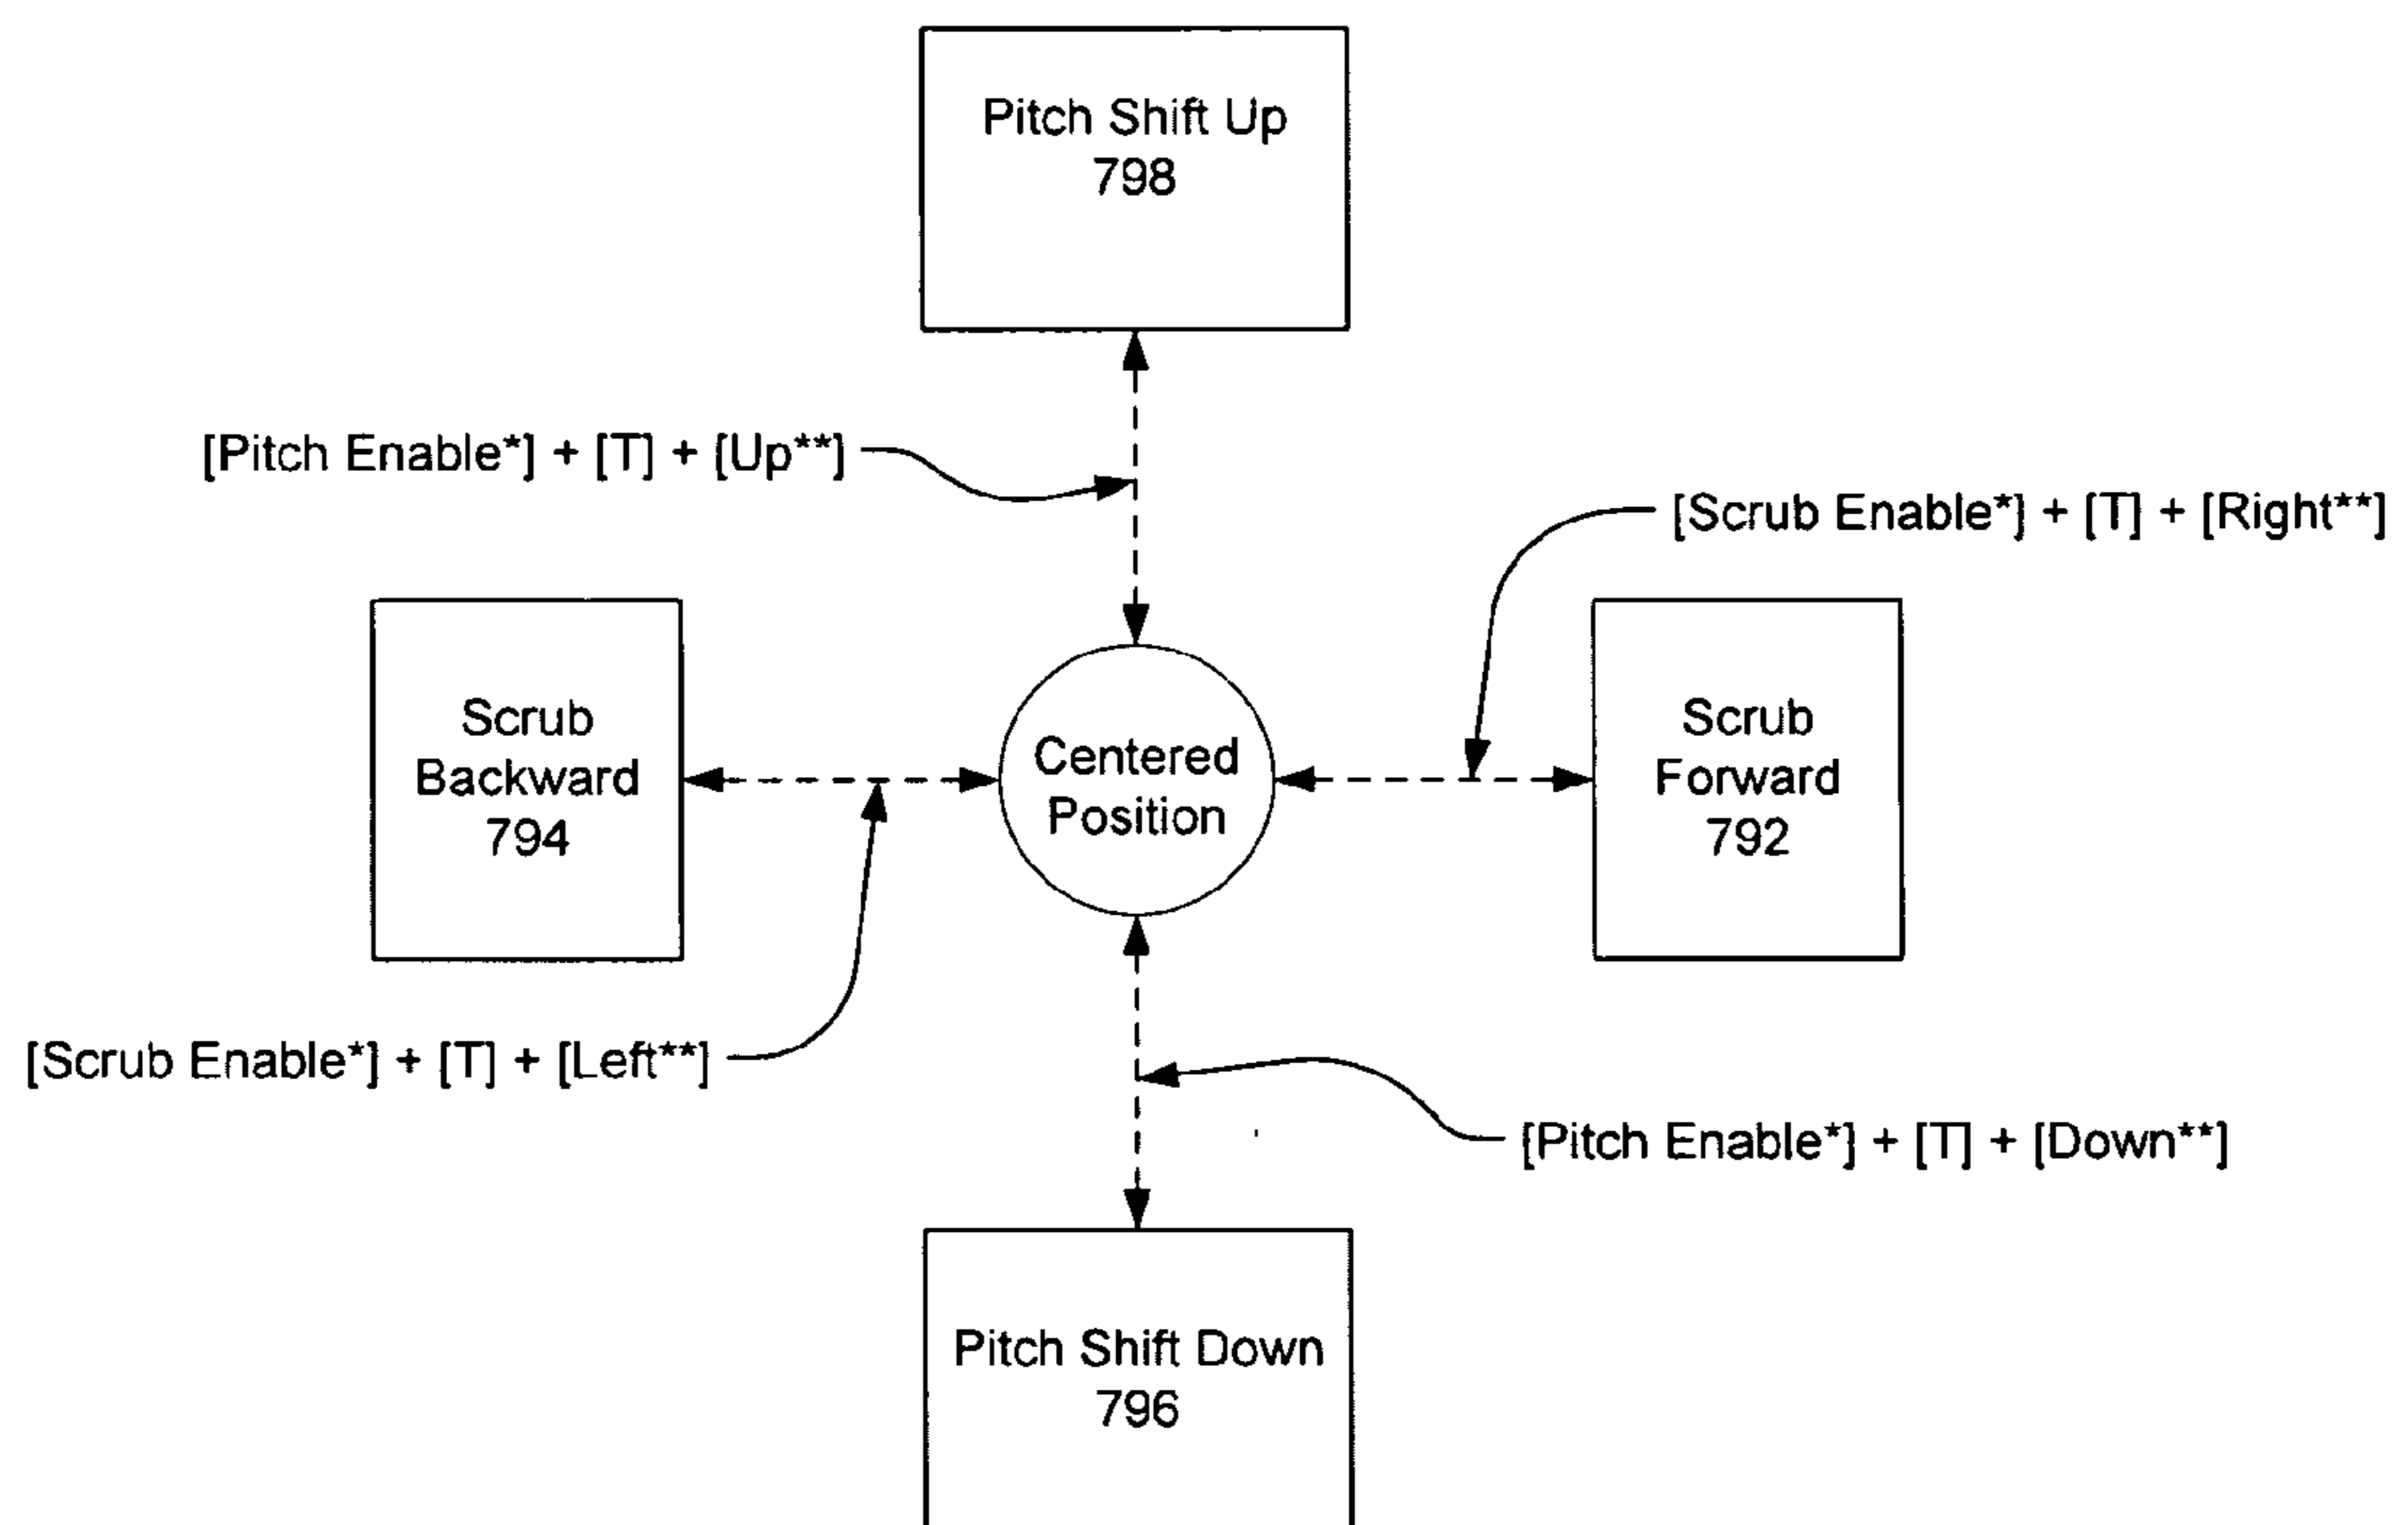 Pitch Shift Up
798
[Pitch Enable*] + [T] + [Up**]
[Scrub Enable*] + [T] + [Right**]
Scrub
Backward
794
Centered
Position
Scrub
Forward
792
[Scrub Enable*] + [T] + [Left**]
[Pitch Enable*] + [T] + [Down**]
Pitch Shift Down
796